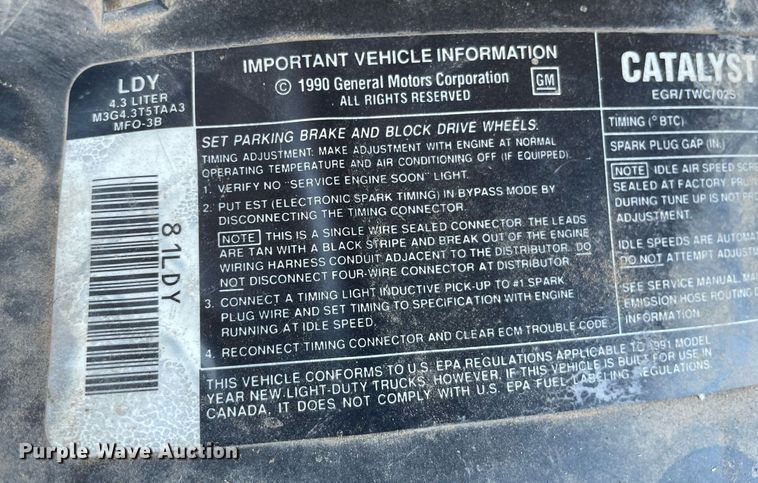 LDY
4.3 LITER
M3G4.3T5TAA3
MFO-3B
81LDY
IMPORTANT VEHICLE INFORMATION
© 1990 General Motors Corporation
ALL RIGHTS RESERVED
GM
SET PARKING BRAKE AND BLOCK DRIVE WHEELS.
TIMING ADJUSTMENT: MAKE ADJUSTMENT WITH ENGINE AT NORMAL
OPERATING TEMPERATURE AND AIR CONDITIONING OFF (IF EQUIPPED).
1. VERIFY NO "SERVICE ENGINE SOON" LIGHT.
2. PUT EST (ELECTRONIC SPARK TIMING) IN BYPASS MODE BY
DISCONNECTING THE TIMING CONNECTOR.
NOTE THIS IS A SINGLE WIRE SEALED CONNECTOR. THE LEADS
ARE TAN WITH A BLACK STRIPE AND BREAK OUT OF THE ENGINE
WIRING HARNESS CONDUIT ADJACENT TO THE DISTRIBUTOR. DO
NOT DISCONNECT FOUR-WIRE CONNECTOR AT DISTRIBUTOR.
3. CONNECT A TIMING LIGHT INDUCTIVE PICK-UP TO #1 SPARK
PLUG WIRE AND SET TIMING TO SPECIFICATION WITH ENGINE
RUNNING AT IDLE SPEED.
4. RECONNECT TIMING CONNECTOR AND CLEAR ECM TROUBLE CODE.
THIS VEHICLE CONFORMS TO U.S. EPA REGULATIONS APPLICABLE TO 1991 MODEL
YEAR NEW LIGHT-DUTY TRUCKS. HOWEVER, IF THIS VEHICLE IS BUILT FOR USE IN
CANADA, IT DOES NOT COMPLY WITH U.S. EPA FUEL LABELING REGULATIONS.
CATALYST
EGR/TWC/02S
TIMING (° BTC)
SPARK PLUG GAP (IN.)
NOTE IDLE AIR SPEED
SEALED AT FACTORY.
DURING TUNE UP IS NOT
ADJUSTMENT.
IDLE SPEEDS ARE
DO NOT ATTEMPT
SEE SERVICE MANUAL
EMISSION HOSE ROUTING
INFORMATION
Purple Wave Auction